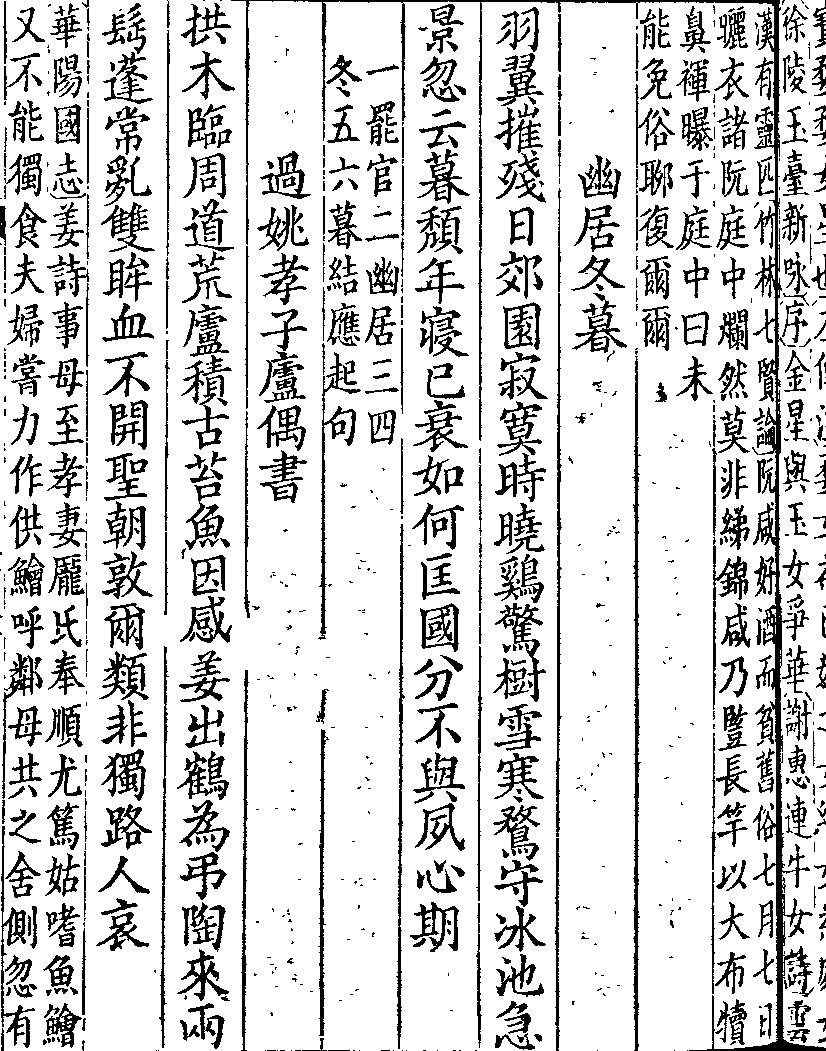 徐陵玉臺新咏序金星與玉女爭華謝惠連牛女詩雲
漢有靈匹竹林七賢論阮咸好酒而貧舊俗七月七日
曬衣諸阮庭中爛然莫非綈錦咸乃豎長竿以大布犢
鼻褌曝于庭中曰未
能免俗聊復爾爾
幽居冬暮
羽翼摧殘日郊園寂寞時曉鷄驚樹雪寒鶩守冰池急
景忽云暮頹年寖已衰如何匡國分不與夙心期
一罷官二幽居三四
冬五六暮結應起句
過姚孝子廬偶書
拱木臨周道荒廬積古苔魚因感姜出鶴為弔陶來兩
髩蓬常亂雙眸血不開聖朝敦爾類非獨路人哀
華陽國志姜詩事母至孝妻龎氏奉順尤篤姑嗜魚鱠
又不能獨食夫婦嘗力作供鱠呼鄰母共之舍側忽有